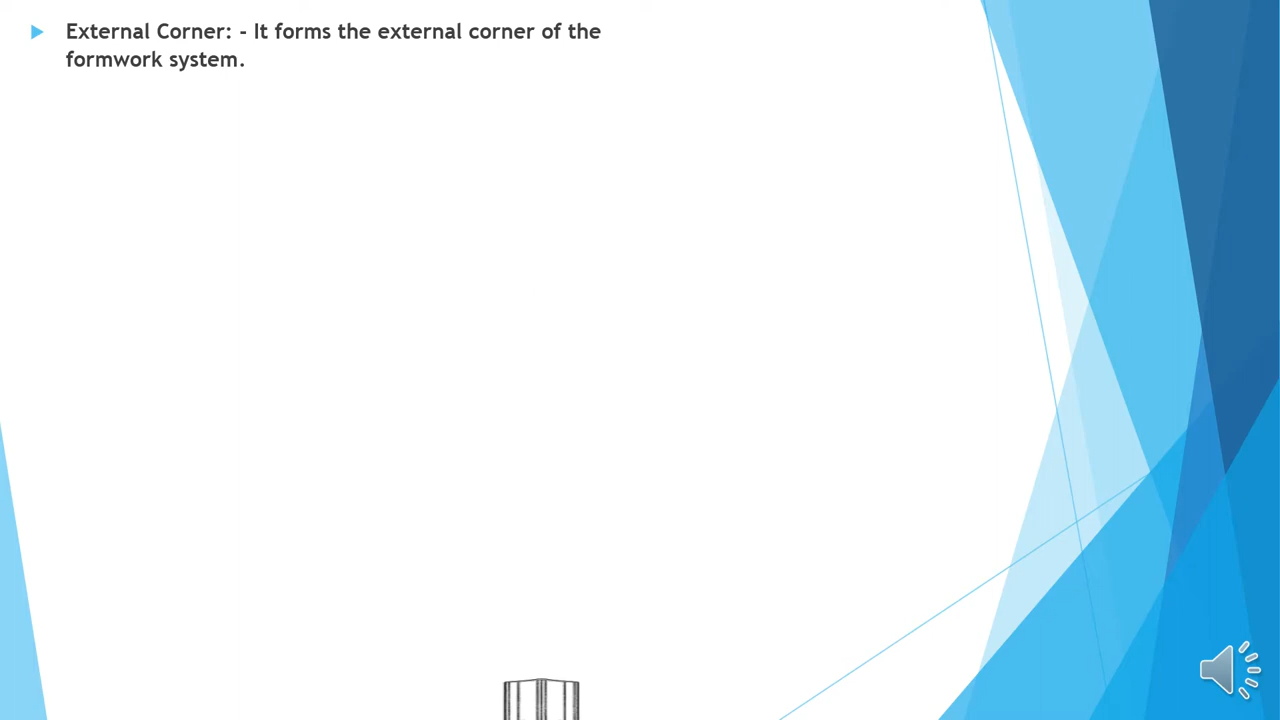 External Corner: - It forms the external corner of the
formwork system.